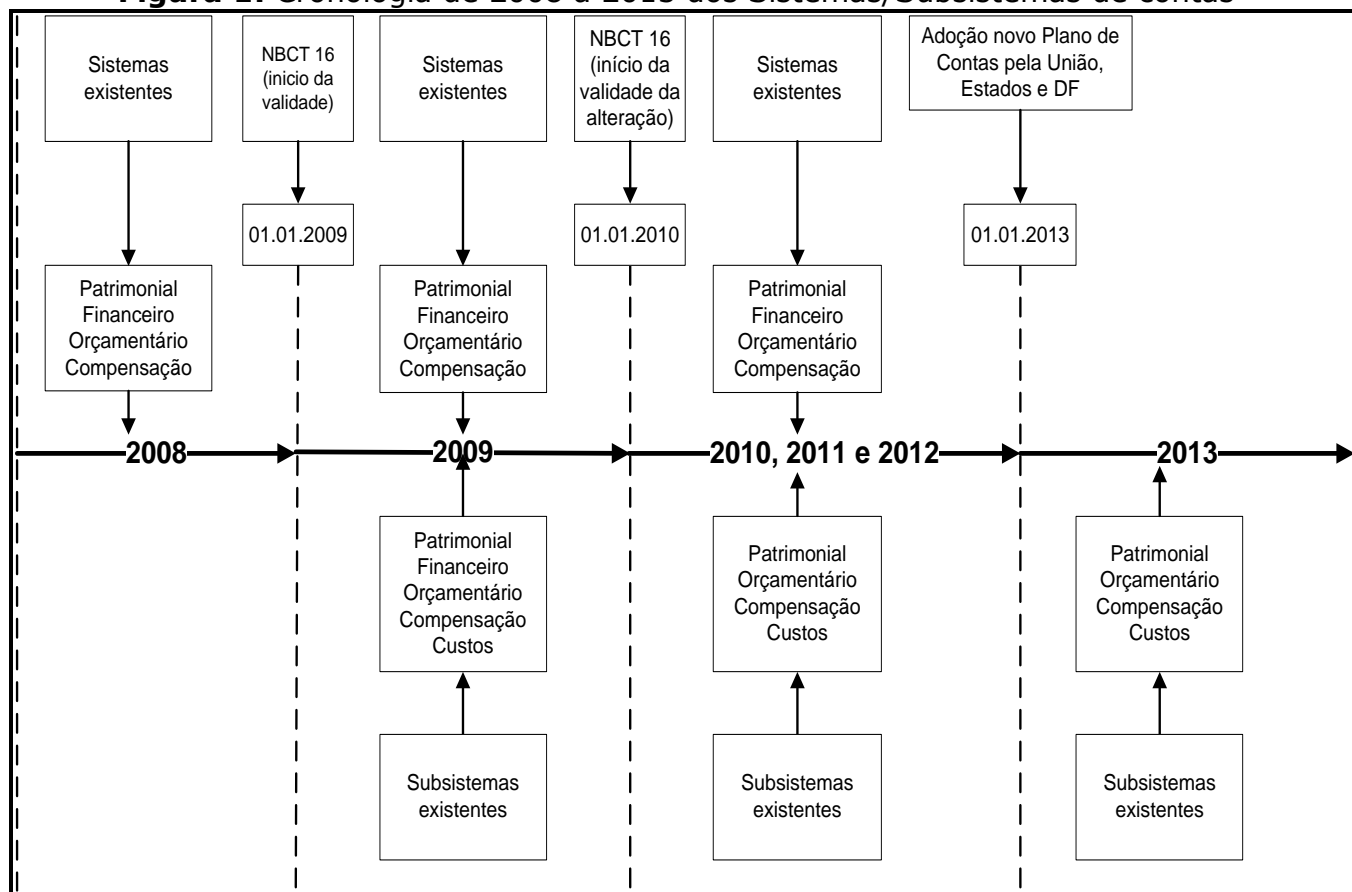 Figura 1: Cronologia de 2008 a 2013 dos Sistemas/Subsistemas de contas
Sistemas
existentes
NBCT 16
(inicio da
validade)
Sistemas
existentes
NBCT 16
(início da
validade da
alteração)
Sistemas
existentes
Adoção novo Plano de
Contas pela União,
Estados e DF
01.01.2009
01.01.2010
01.01.2013
Patrimonial
Financeiro
Orçamentário
Compensação
Patrimonial
Financeiro
Orçamentário
Compensação
Patrimonial
Financeiro
Orçamentário
Compensação
2008
2009
2010, 2011 e 2012
2013
Patrimonial
Financeiro
Orçamentário
Compensação
Custos
Patrimonial
Orçamentário
Compensação
Custos
Patrimonial
Orçamentário
Compensação
Custos
Subsistemas
existentes
Subsistemas
existentes
Subsistemas
existentes